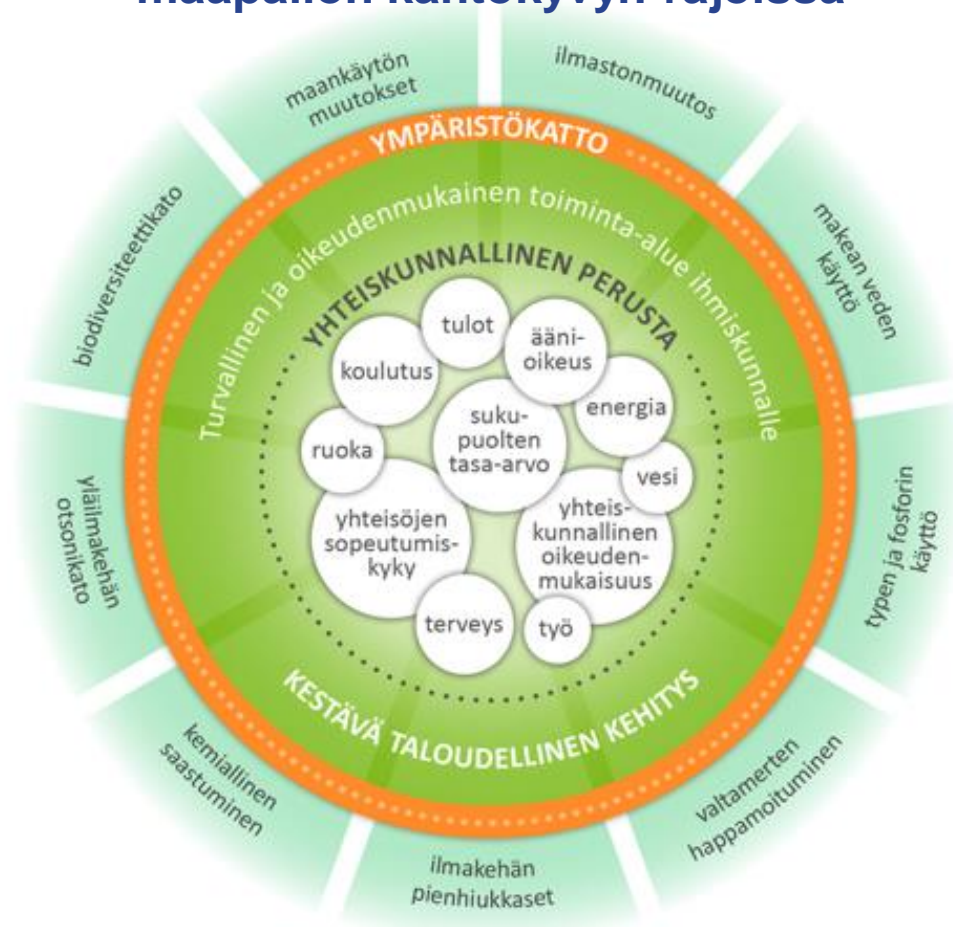 maapallon kantokyvyn rajoissa
ilmastonmuutos
makean veden
käyttö
typen ja fosforin
käyttö
valtamerten
happamoituminen
ilmakehän
pienhiukkaset
kemiallinen
saastuminen
yläilmakehän
otsonikato
biodiversiteettikato
maankäytön
muutokset
YMPÄRISTÖKATTO
Turvallinen ja oikeudenmukainen toiminta-alue ihmiskunnalle
YHTEISKUNNALLINEN PERUSTA
tulot
ääni-
oikeus
koulutus
energia
suku-
puolten
tasa-arvo
ruoka
vesi
yhteisöjen
sopeutumis-
kyky
yhteis-
kunnallinen
oikeuden-
mukaisuus
terveys
työ
KESTÄVÄ TALOUDELLINEN KEHITYS